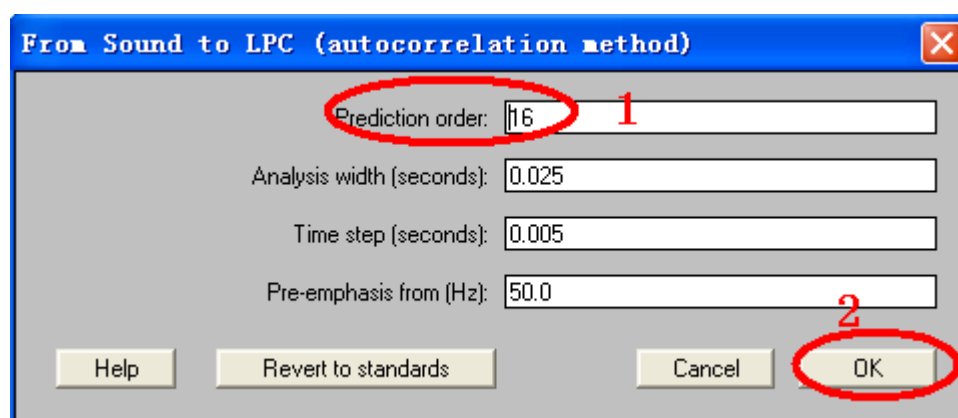 From Sound to LPC (autocorrelation method)
Prediction order: 16 1
Analysis width (seconds): 0.025
Time step (seconds): 0.005
Pre-emphasis from (Hz): 50.0
2
Help Revert to standards Cancel OK